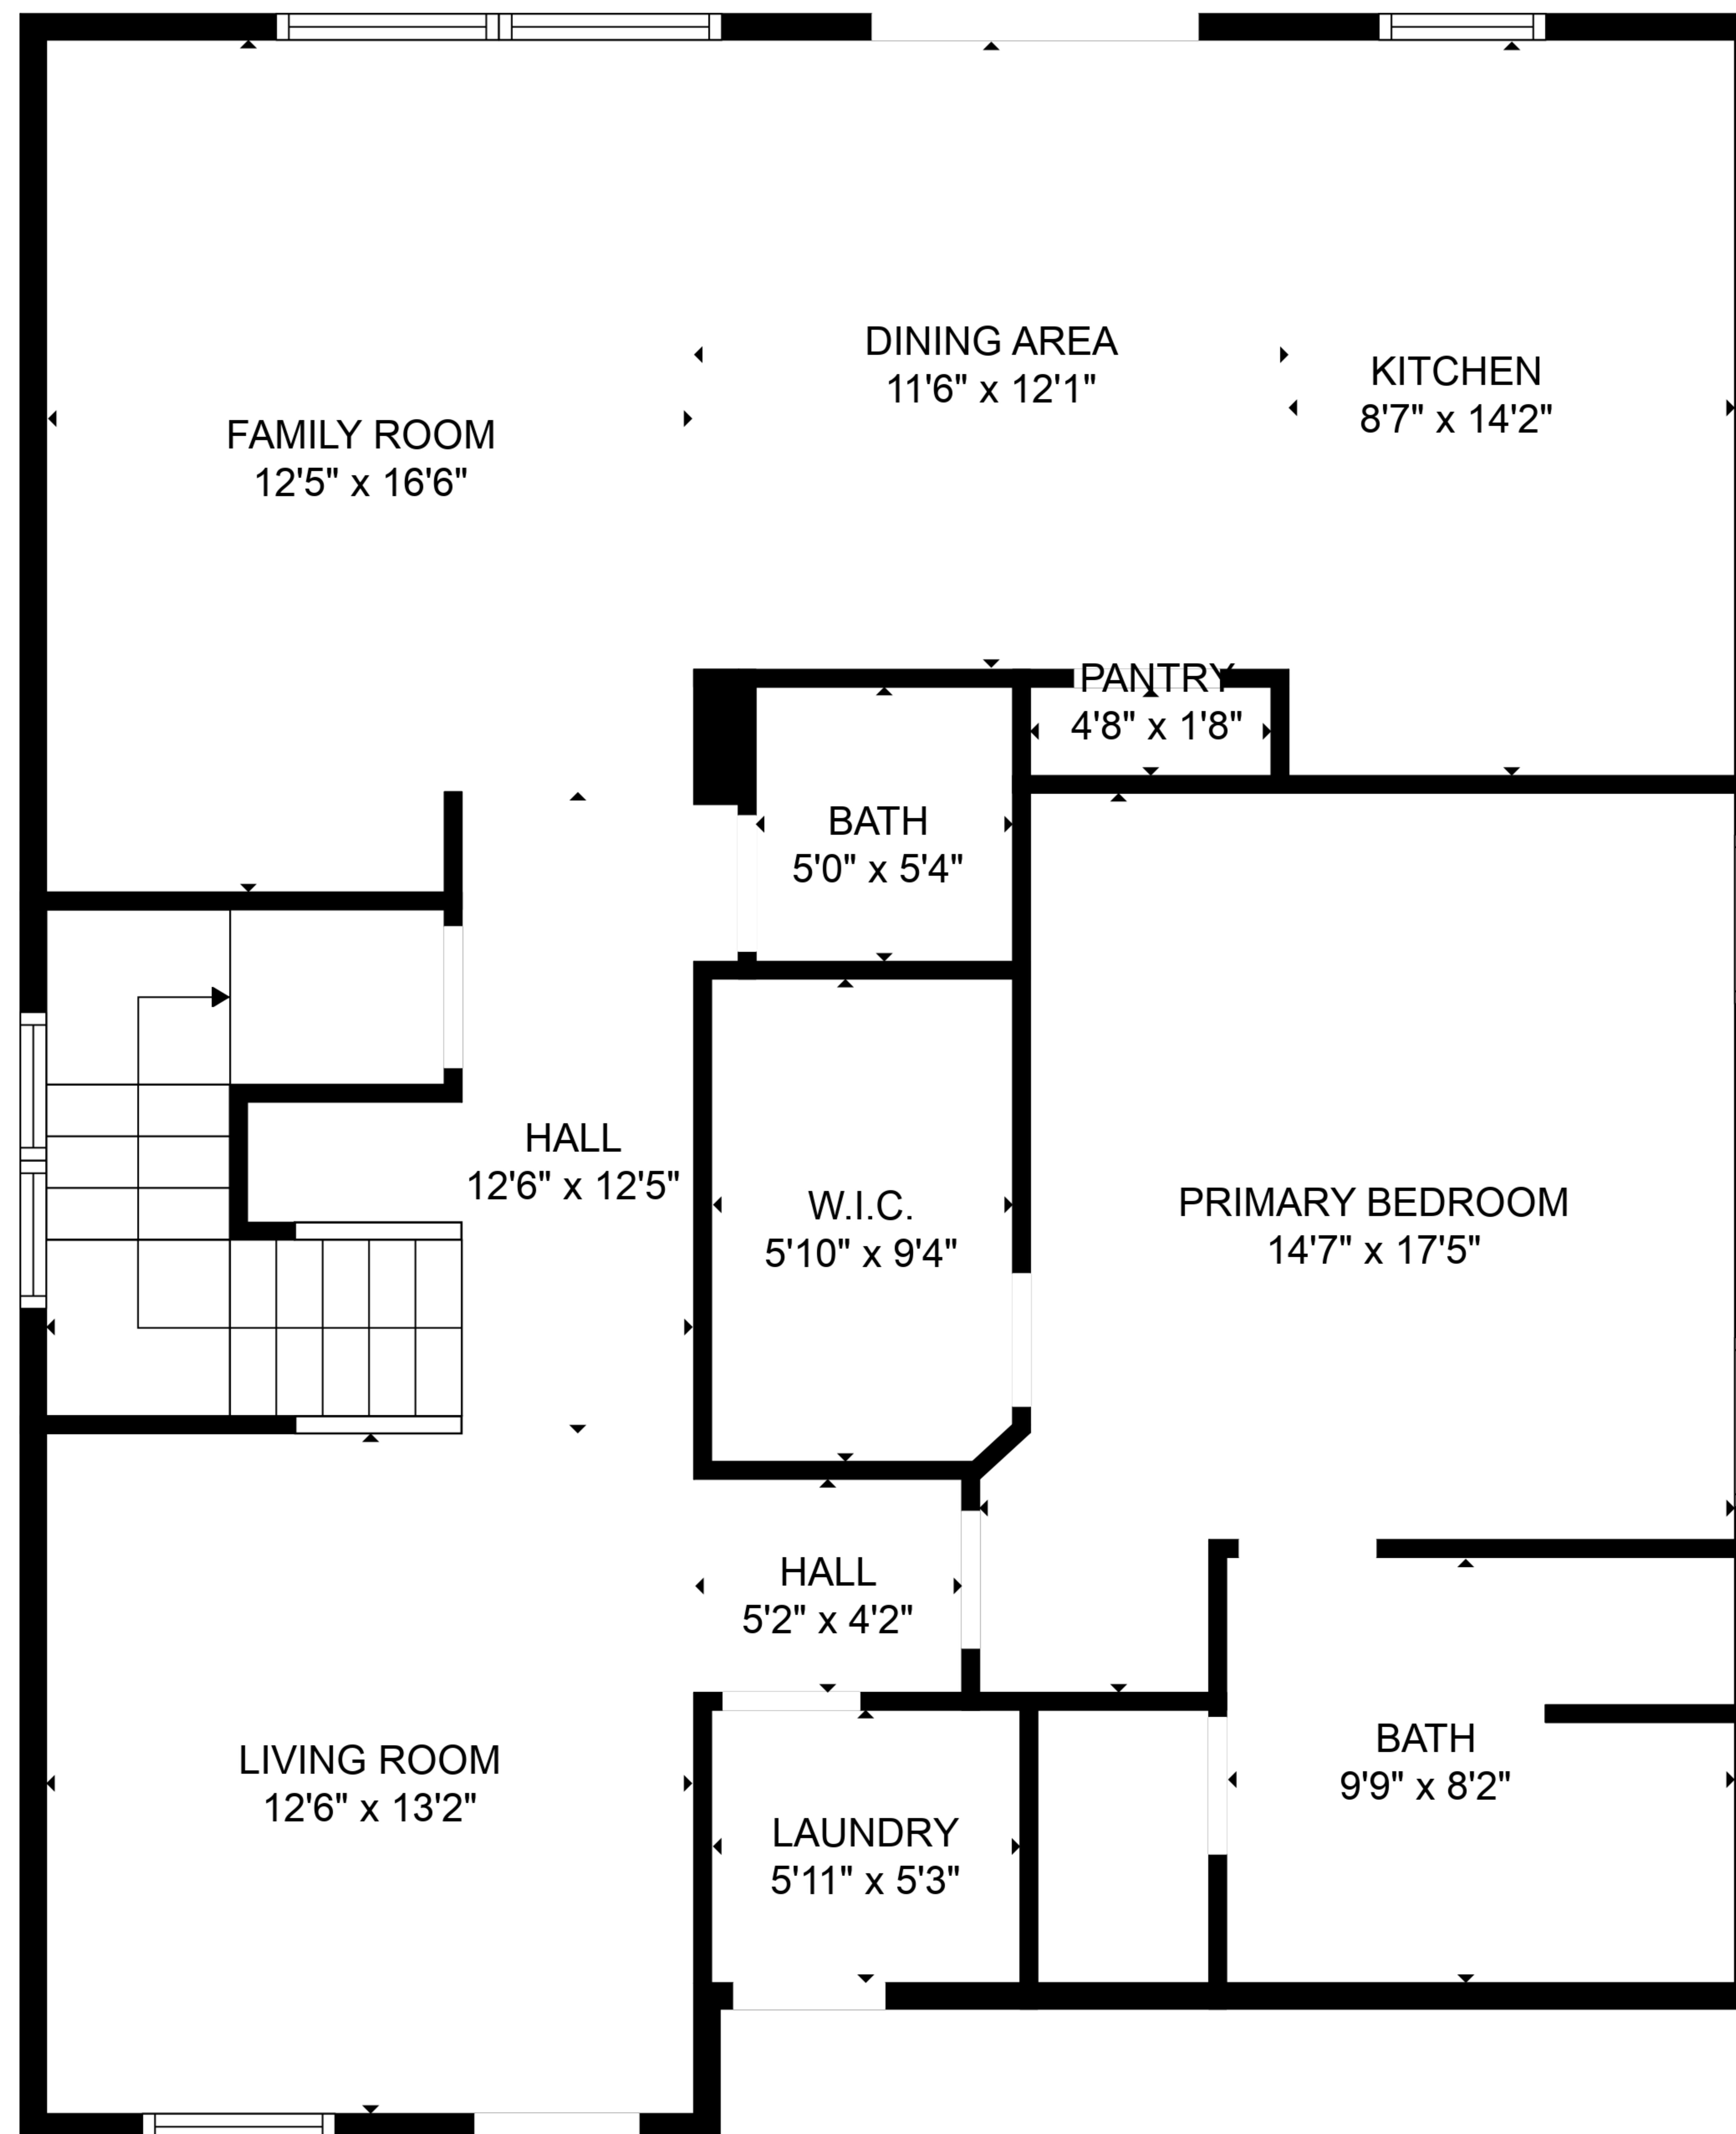 DINING AREA
11'6" x 12'1"
KITCHEN
8'7" x 14'2"
FAMILY ROOM
12'5" x 16'6"
PANTRY
4'8" x 1'8"
BATH
5'0" x 5'4"
HALL
12'6" x 12'5"
W.I.C.
5'10" x 9'4"
PRIMARY BEDROOM
14'7" x 17'5"
HALL
5'2" x 4'2"
LIVING ROOM
12'6" x 13'2"
BATH
9'9" x 8'2"
LAUNDRY
5'11" x 5'3"